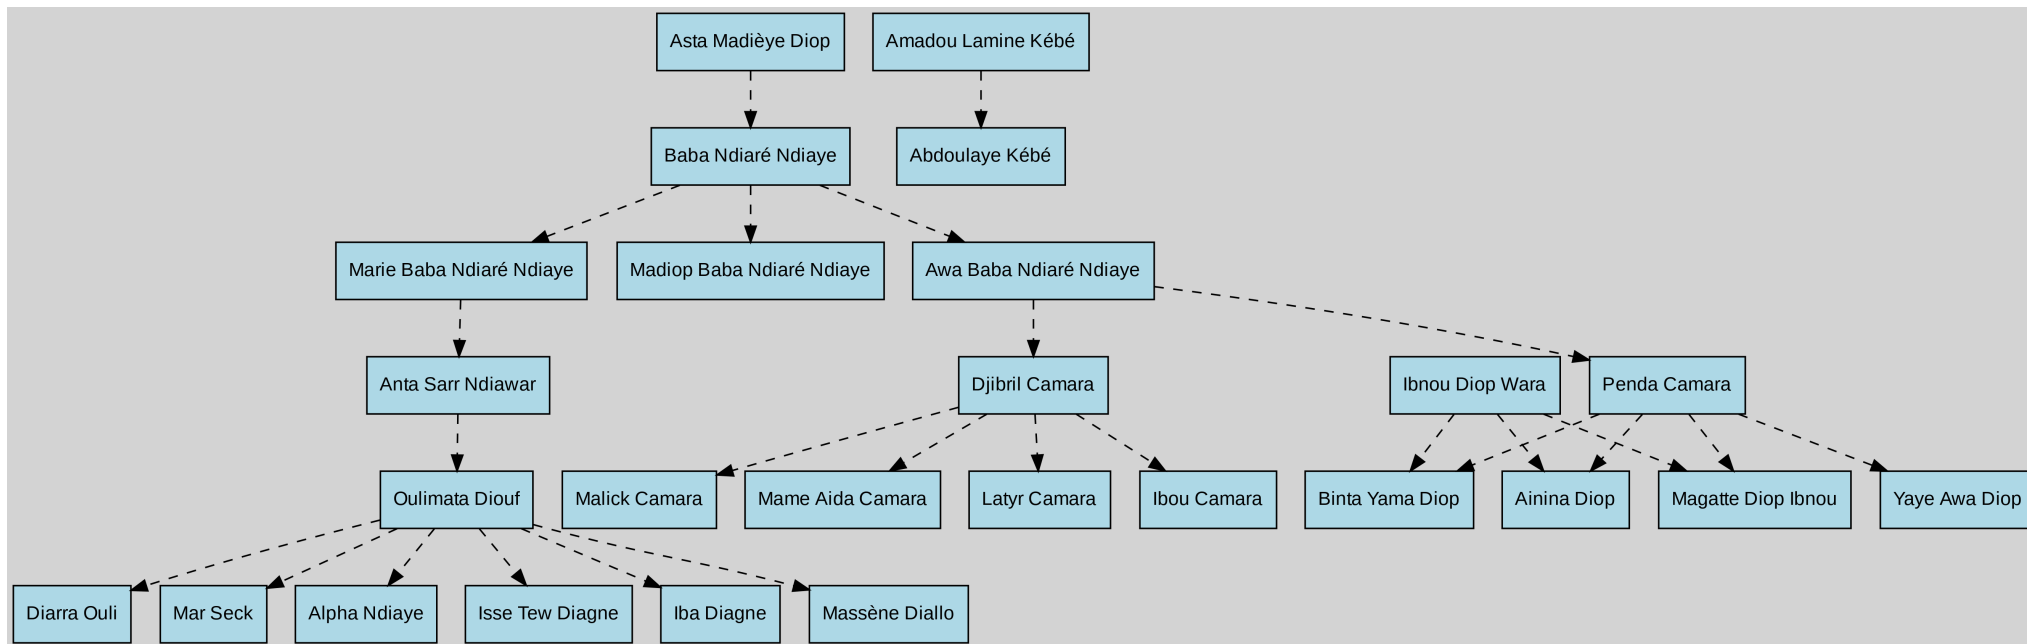 Asta Madièye Diop
Amadou Lamine Kébé
Baba Ndiaré Ndiaye
Abdoulaye Kébé
Marie Baba Ndiaré Ndiaye
Madiop Baba Ndiaré Ndiaye
Awa Baba Ndiaré Ndiaye
Anta Sarr Ndiawar
Djibril Camara
Ibnou Diop Wara
Penda Camara
Oulimata Diouf
Malick Camara
Mame Aida Camara
Latyr Camara
Ibou Camara
Binta Yama Diop
Ainina Diop
Magatte Diop Ibnou
Yaye Awa Diop
Diarra Ouli
Mar Seck
Alpha Ndiaye
Isse Tew Diagne
Iba Diagne
Massène Diallo